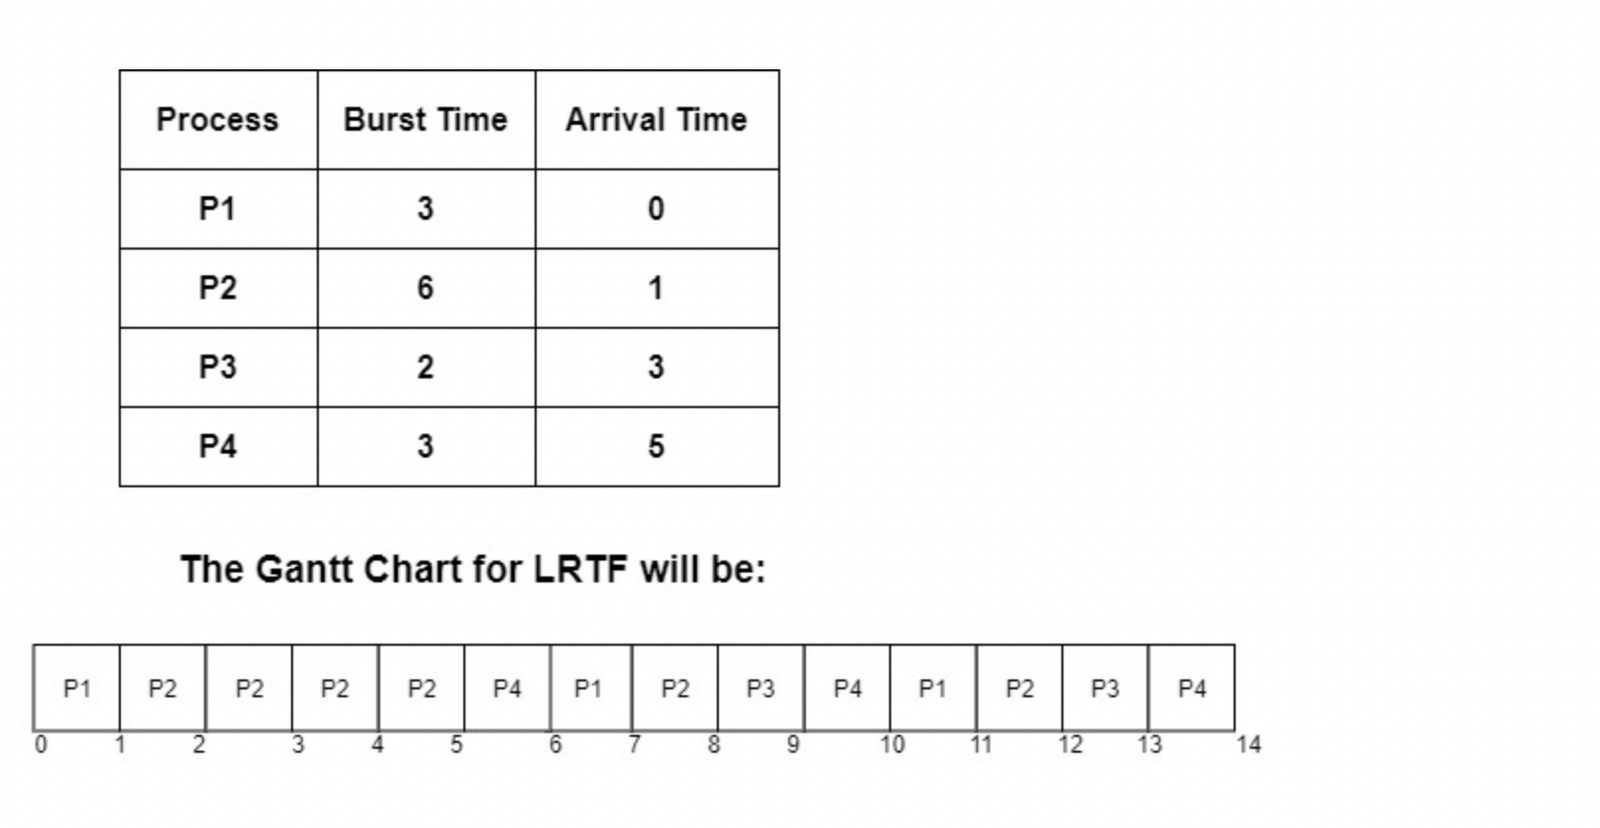 Process Burst Time Arrival Time
P1 3 0
P2 6 1
P3 2 3
P4 3 5
The Gantt Chart for LRTF will be:
P1 P2 P2 P2 P2 P4 P1 P2 P3 P4 P1 P2 P3 P4
0 1 2 3 4 5 6 7 8 9 10 11 12 13 14